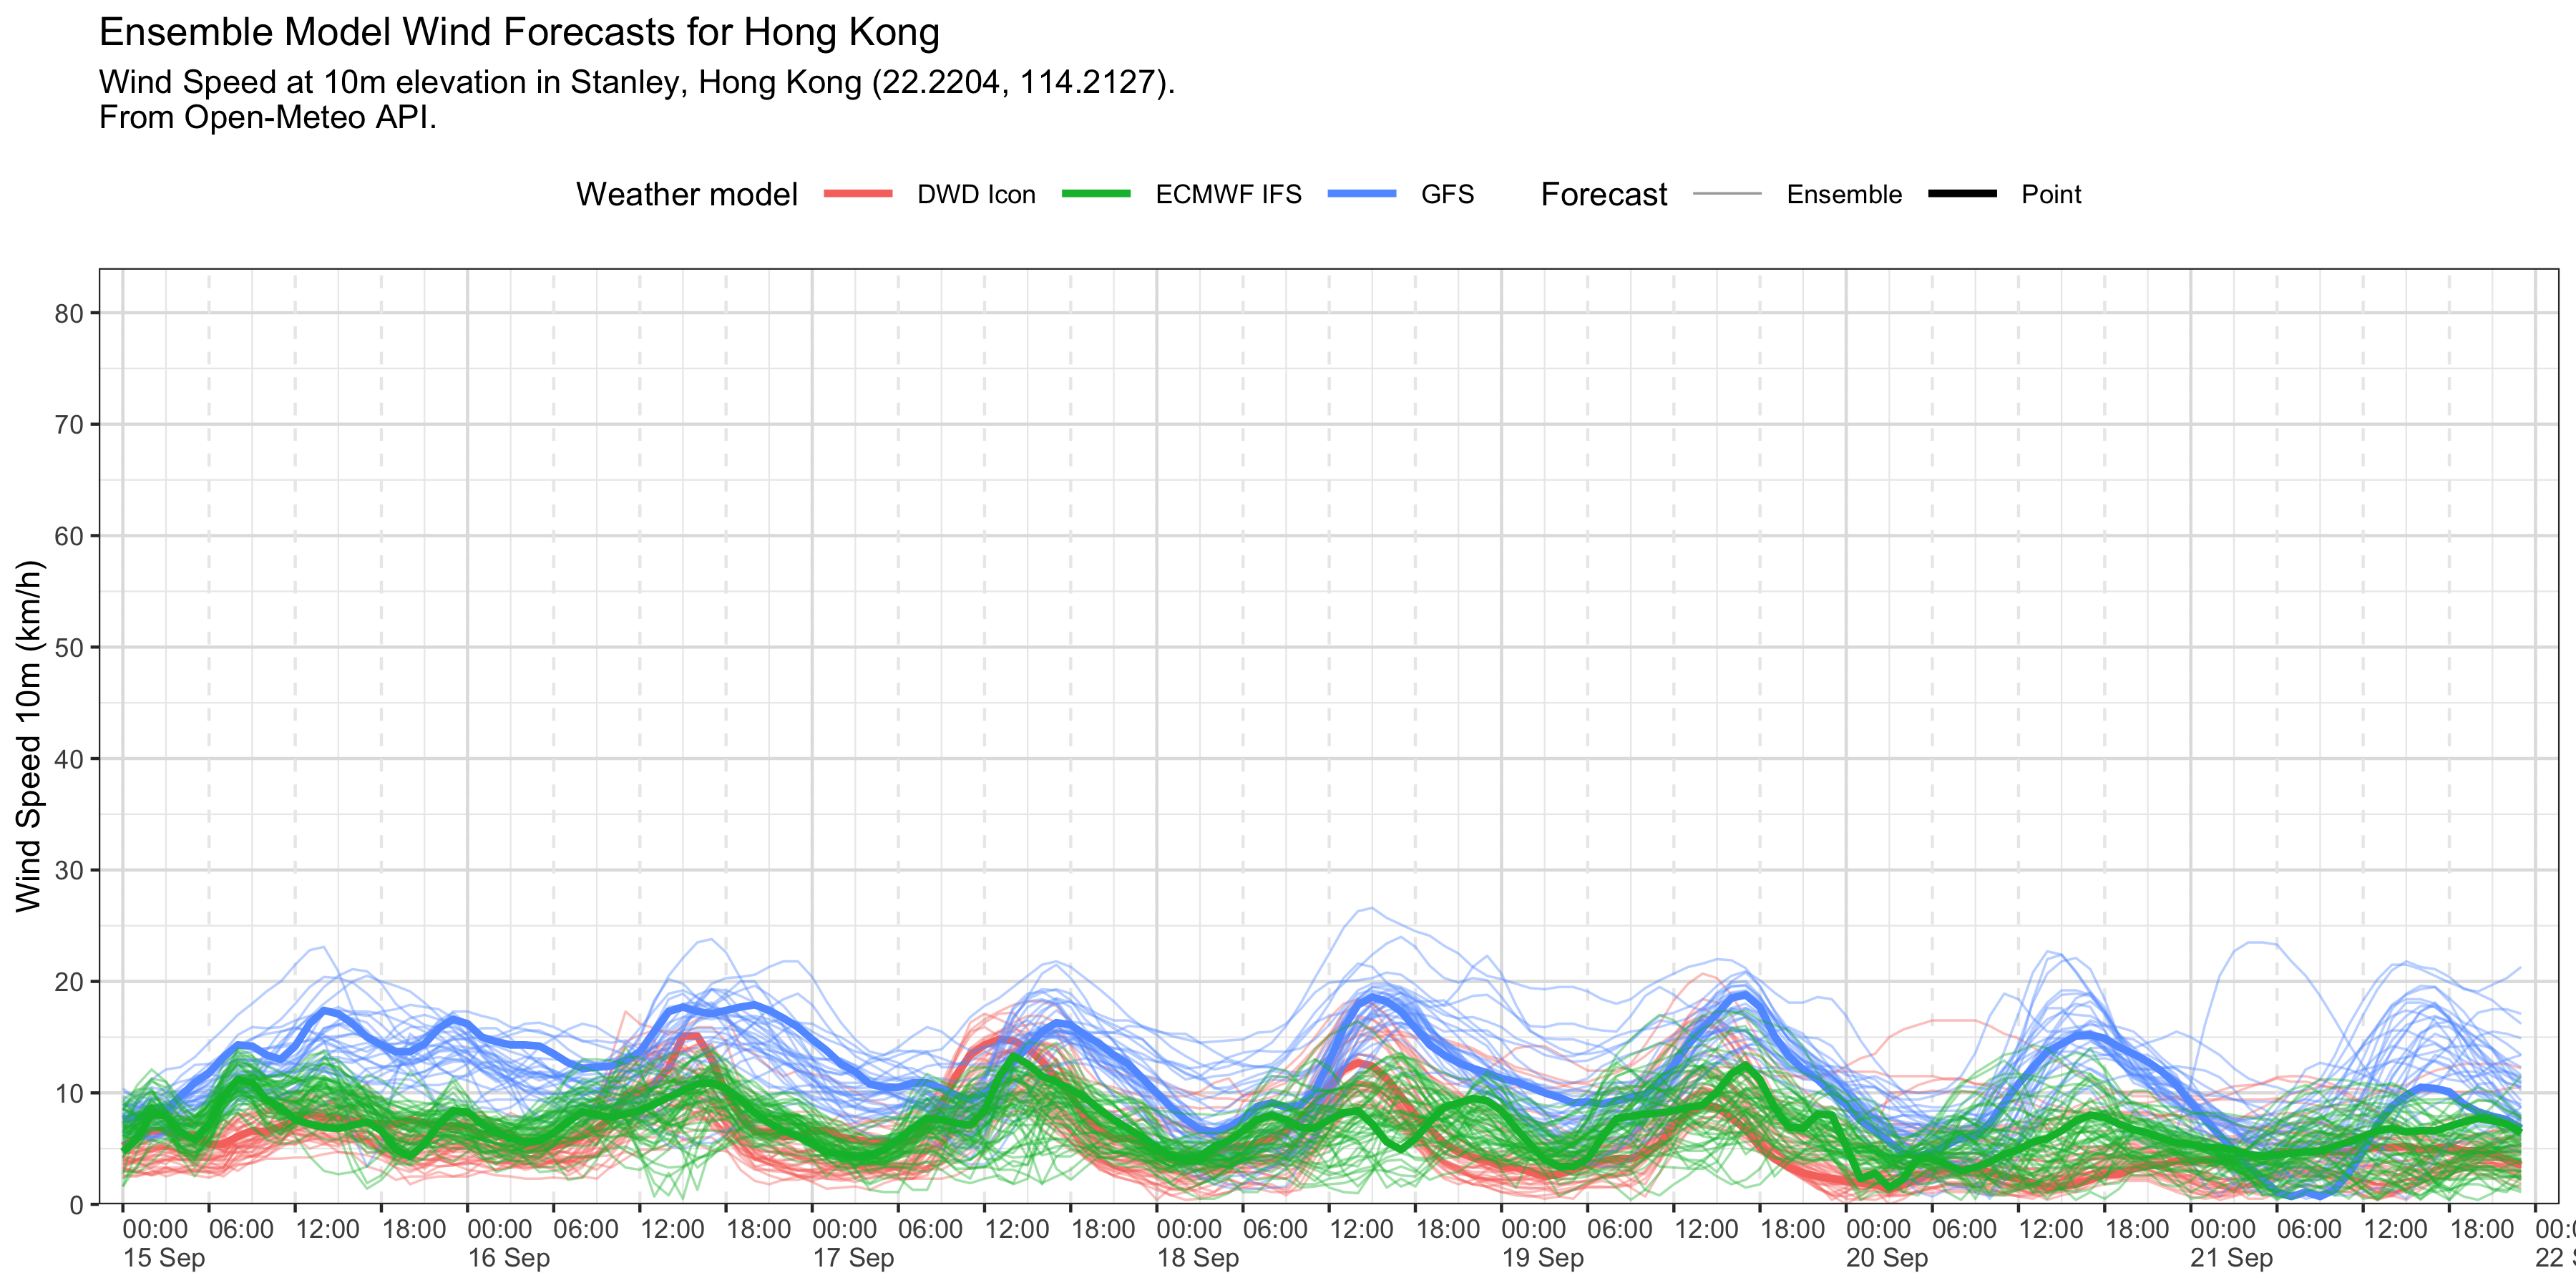 Ensemble Model Wind Forecasts for Hong Kong
Wind Speed at 10m elevation in Stanley, Hong Kong (22.2204, 114.2127).
From Open-Meteo API.
Weather model DWD Icon ECMWF IFS GFS Forecast Ensemble Point
Wind Speed 10m (km/h)
80
70
60
50
40
30
20
10
0
00:00 06:00 12:00 18:00 00:00 06:00 12:00 18:00 00:00 06:00 12:00 18:00 00:00 06:00 12:00 18:00 00:00 06:00 12:00 18:00 00:00 06:00 12:00 18:00 00:00 06:00 12:00 18:00
15 Sep 16 Sep 17 Sep 18 Sep 19 Sep 20 Sep 21 Sep 22